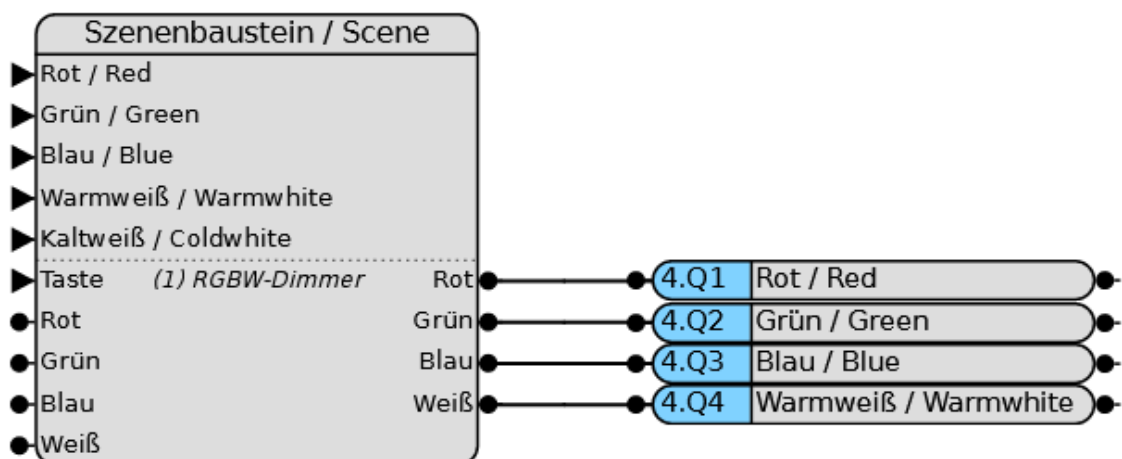 Szenenbaustein / Scene
Rot / Red
Grün / Green
Blau / Blue
Warmweiß / Warmwhite
Kaltweiß / Coldwhite
Taste (1) RGBW-Dimmer Rot 4.Q1 Rot / Red
Rot Grün 4.Q2 Grün / Green
Grün Blau 4.Q3 Blau / Blue
Blau Weiß 4.Q4 Warmweiß / Warmwhite
Weiß